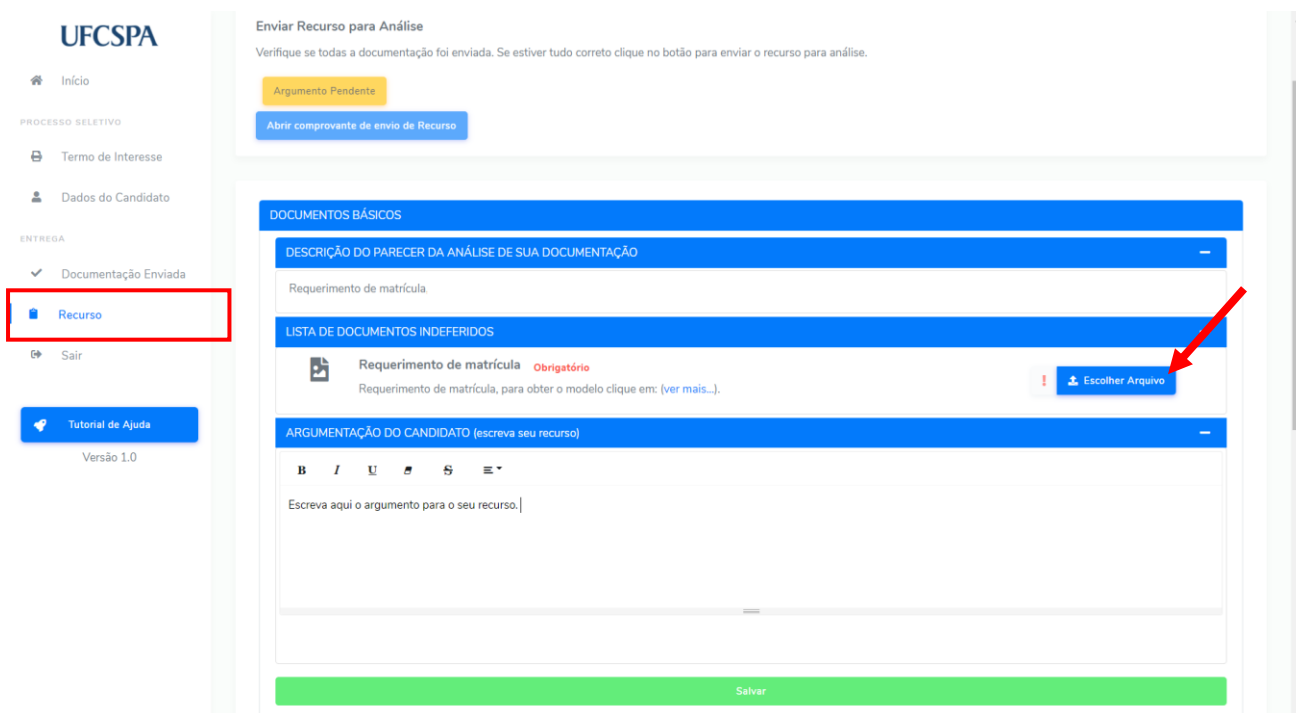 UFCSPA
Início
PROCESSO SELETIVO
Termo de Interesse
Dados do Candidato
ENTREGA
Documentação Enviada
Recurso
Sair
Tutorial de Ajuda
Versão 1.0
Enviar Recurso para Análise
Verifique se todas a documentação foi enviada. Se estiver tudo correto clique no botão para enviar o recurso para análise.
Argumento Pendente
Abrir comprovante de envio de Recurso
DOCUMENTOS BÁSICOS
DESCRIÇÃO DO PARECER DA ANÁLISE DE SUA DOCUMENTAÇÃO
Requerimento de matrícula.
LISTA DE DOCUMENTOS INDEFERIDOS
Requerimento de matrícula Obrigatório
Requerimento de matrícula, para obter o modelo clique em: (ver mais...).
! Escolher Arquivo
ARGUMENTAÇÃO DO CANDIDATO (escreva seu recurso)
B I U S
Escreva aqui o argumento para o seu recurso.
Salvar